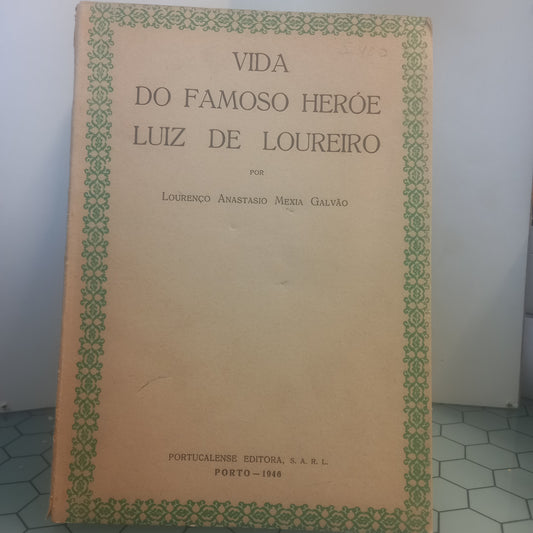 VIDA
DO FAMOSO HERÓE
LUIZ DE LOUREIRO
POR
LOURENÇO ANASTASIO MEXIA GALVÃO
PORTUCALENSE EDITORA, S. A. R. L.
PORTO — 1946